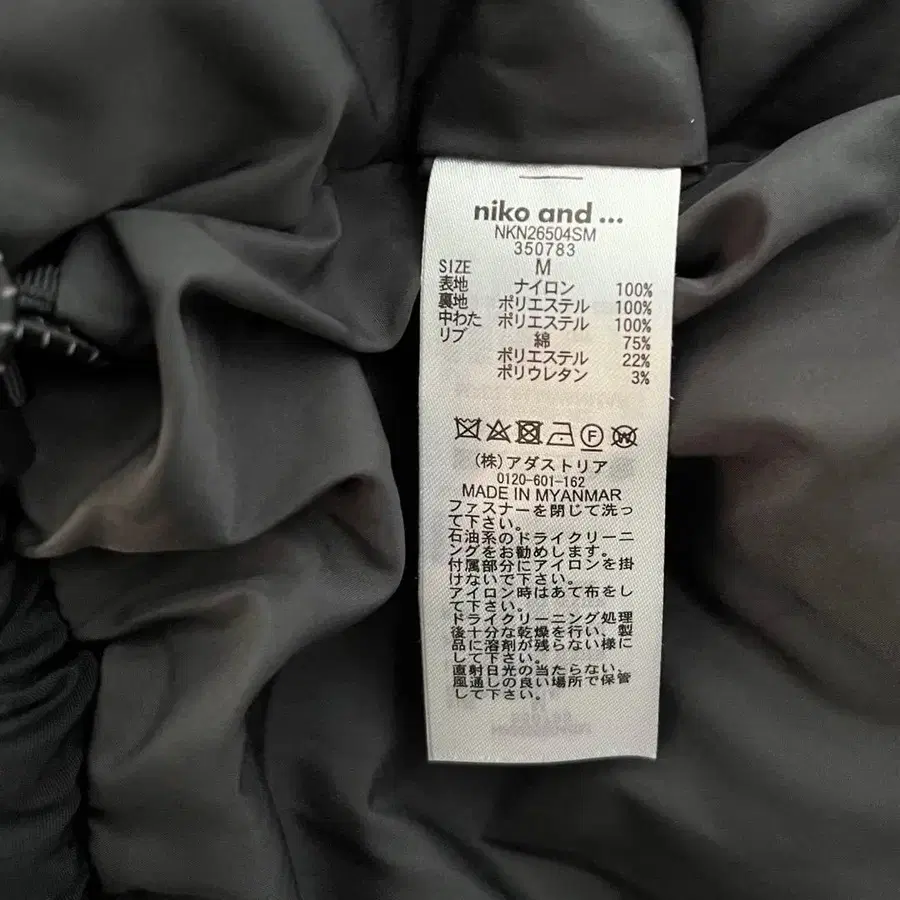 niko and ...
NKN26504SM
350783
SIZE M
表地 ナイロン 100%
裏地 ポリエステル 100%
中わた ポリエステル 100%
リブ 綿 75%
ポリエステル 22%
ポリウレタン 3%
F W
(株)アダストリア
0120-601-162
MADE IN MYANMAR
ファスナーを閉じて洗っ
て下さい。
石油系のドライクリーニ
ングをお勧めします。
付属部分にアイロンを掛
けないで下さい。
アイロン時はあて布をし
て下さい。
ドライクリーニング処理
後十分な乾燥を行い、製
品に溶剤が残らない様に
して下さい。
直射日光の当たらない、
風通しの良い場所で保管
して下さい。